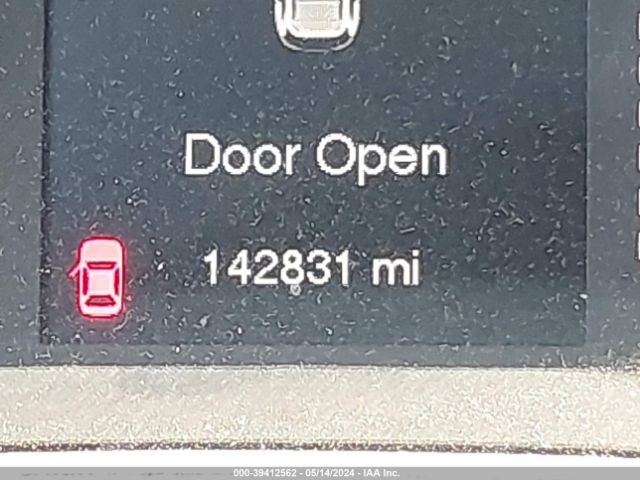 Door Open
142831 mi
000-39412562 - 05/14/2024 - IAA Inc.